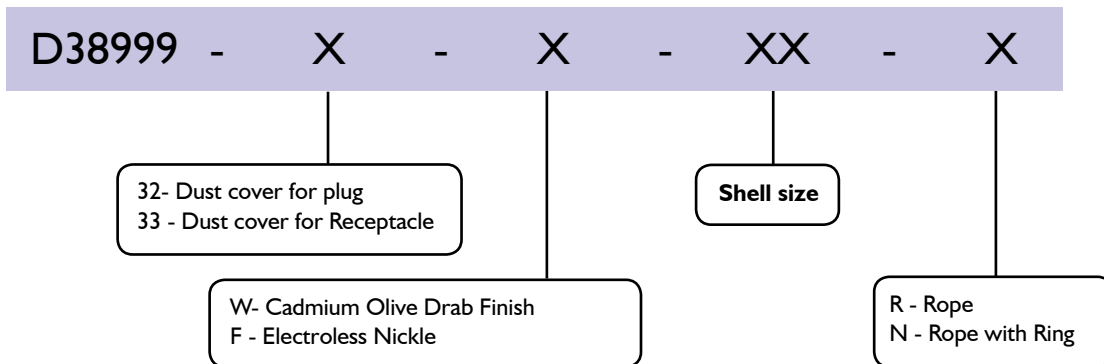 D38999 - X - X - XX - X
32- Dust cover for plug
33 - Dust cover for Receptacle
Shell size
W- Cadmium Olive Drab Finish
F - Electroless Nickle
R - Rope
N - Rope with Ring